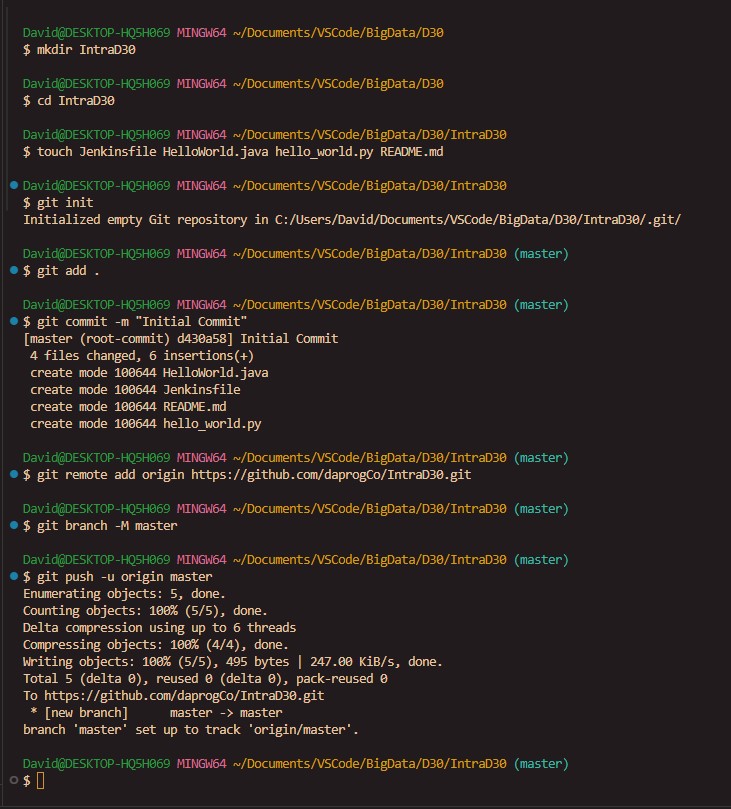 David@DESKTOP-HQ5H069 MINGW64 ~/Documents/VSCode/BigData/D30
$ mkdir IntraD30
David@DESKTOP-HQ5H069 MINGW64 ~/Documents/VSCode/BigData/D30
$ cd IntraD30
David@DESKTOP-HQ5H069 MINGW64 ~/Documents/VSCode/BigData/D30/IntraD30
$ touch Jenkinsfile HelloWorld.java hello_world.py README.md
David@DESKTOP-HQ5H069 MINGW64 ~/Documents/VSCode/BigData/D30/IntraD30
$ git init
Initialized empty Git repository in C:/Users/David/Documents/VSCode/BigData/D30/IntraD30/.git/
David@DESKTOP-HQ5H069 MINGW64 ~/Documents/VSCode/BigData/D30/IntraD30 (master)
$ git add .
David@DESKTOP-HQ5H069 MINGW64 ~/Documents/VSCode/BigData/D30/IntraD30 (master)
$ git commit -m "Initial Commit"
[master (root-commit) d430a58] Initial Commit
 4 files changed, 6 insertions(+)
 create mode 100644 HelloWorld.java
 create mode 100644 Jenkinsfile
 create mode 100644 README.md
 create mode 100644 hello_world.py
David@DESKTOP-HQ5H069 MINGW64 ~/Documents/VSCode/BigData/D30/IntraD30 (master)
$ git remote add origin https://github.com/daprogCo/IntraD30.git
David@DESKTOP-HQ5H069 MINGW64 ~/Documents/VSCode/BigData/D30/IntraD30 (master)
$ git branch -M master
David@DESKTOP-HQ5H069 MINGW64 ~/Documents/VSCode/BigData/D30/IntraD30 (master)
$ git push -u origin master
Enumerating objects: 5, done.
Counting objects: 100% (5/5), done.
Delta compression using up to 6 threads
Compressing objects: 100% (4/4), done.
Writing objects: 100% (5/5), 495 bytes | 247.00 KiB/s, done.
Total 5 (delta 0), reused 0 (delta 0), pack-reused 0
To https://github.com/daprogCo/IntraD30.git
 * [new branch]      master -> master
branch 'master' set up to track 'origin/master'.
David@DESKTOP-HQ5H069 MINGW64 ~/Documents/VSCode/BigData/D30/IntraD30 (master)
$